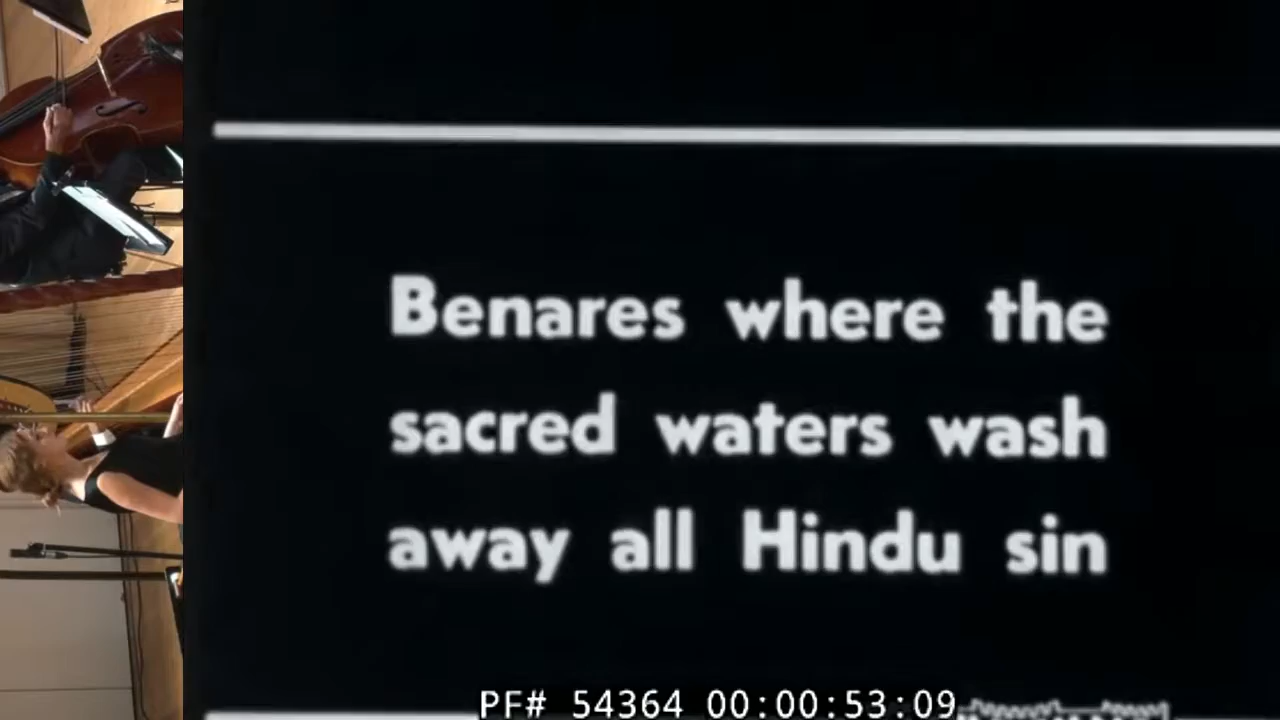 Benares where the
sacred waters wash
away all Hindu sin
PF# 54364 00:00:53:09